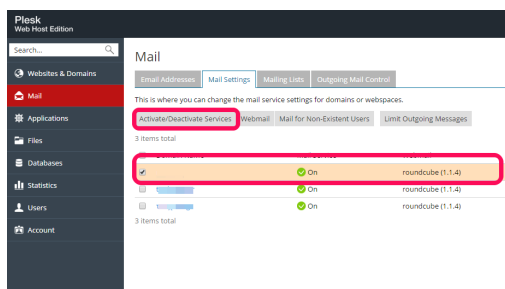 Plesk
Web Host Edition
Search...
Websites & Domains
Mail
Applications
Files
Databases
Statistics
Users
Account
Mail
Email Addresses Mail Settings Mailing Lists Outgoing Mail Control
This is where you can change the mail service settings for domains or webspaces.
Activate/Deactivate Services Webmail Mail for Non-Existent Users Limit Outgoing Messages
3 items total
On roundcube (1.1.4)
On roundcube (1.1.4)
On roundcube (1.1.4)
3 items total